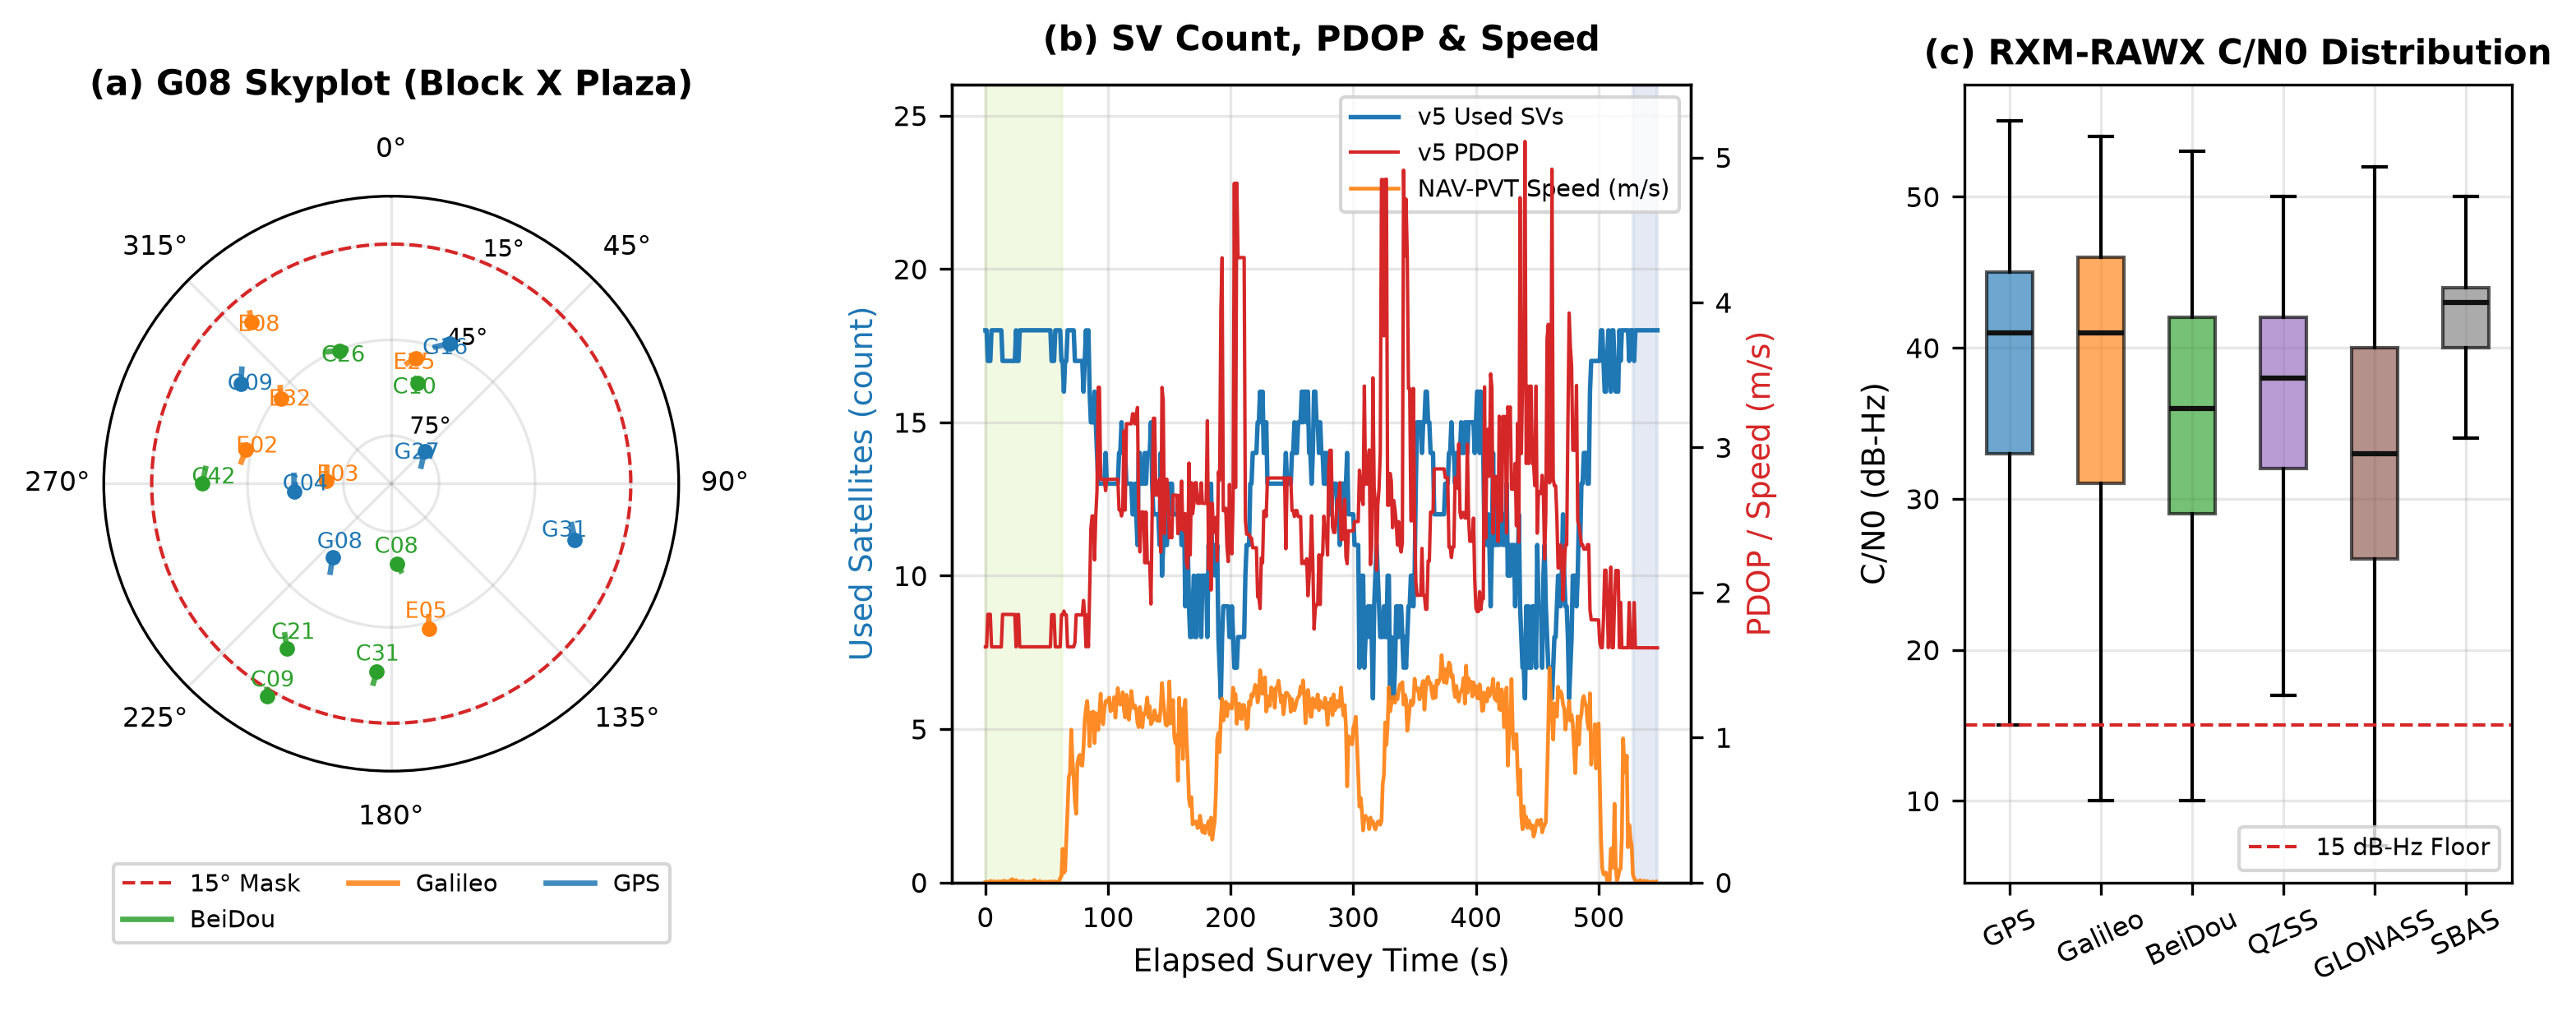 (a) G08 Skyplot (Block X Plaza)
0°
315°
15°
45°
E08
C26
G16
45°
E25
G09
E32
C10
75°
E02
G27
270°
C42
G04
E03
90°
G08
C08
G31
E05
C21
C31
C09
225°
135°
180°
15° Mask
Galileo
GPS
BeiDou
(b) SV Count, PDOP & Speed
v5 Used SVs
v5 PDOP
NAV-PVT Speed (m/s)
Used Satellites (count)
25
20
15
10
5
0
5
4
3
2
1
0
PDOP / Speed (m/s)
0 100 200 300 400 500
Elapsed Survey Time (s)
(c) RXM-RAWX C/N0 Distribution
C/N0 (dB-Hz)
50
40
30
20
10
15 dB-Hz Floor
GPS Galileo BeiDou QZSS GLONASS SBAS